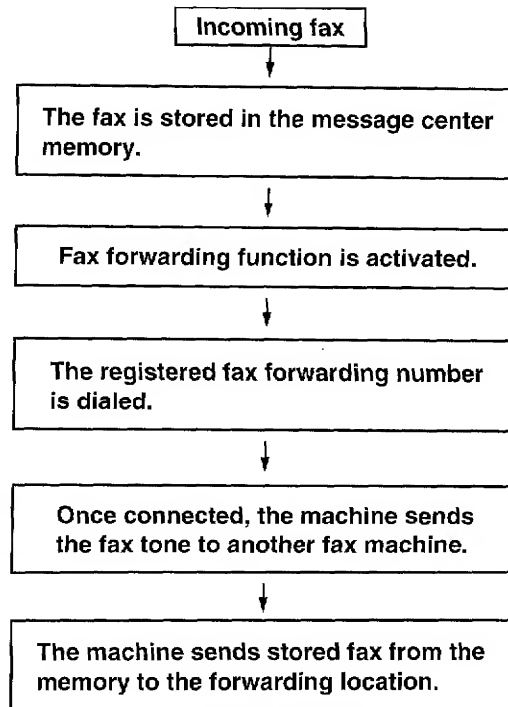 Incoming fax
The fax is stored in the message center
memory.
Fax forwarding function is activated.
The registered fax forwarding number
is dialed.
Once connected, the machine sends
the fax tone to another fax machine.
The machine sends stored fax from the
memory to the forwarding location.